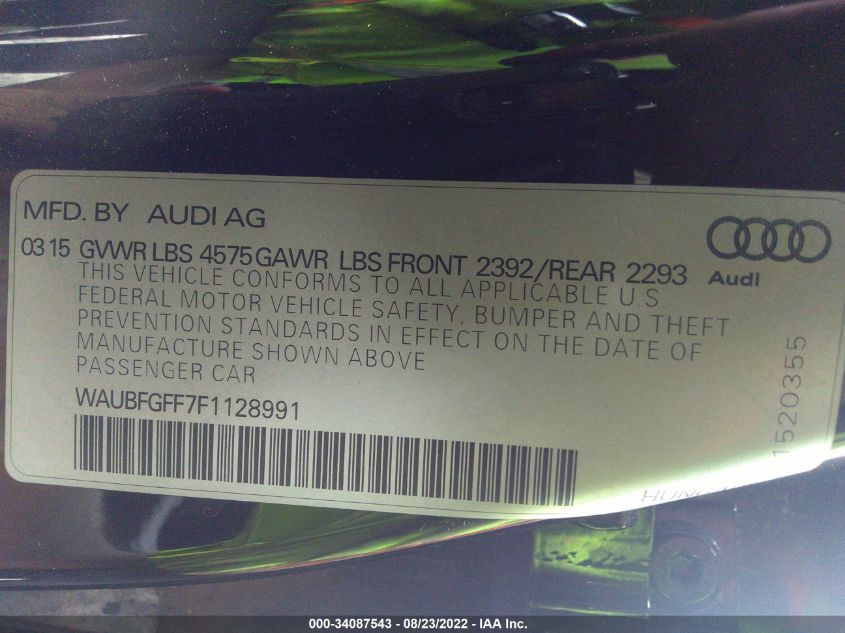 MFD. BY AUDI AG
0315 GVWR LBS 4575 GAWR LBS FRONT 2392/REAR 2293
THIS VEHICLE CONFORMS TO ALL APPLICABLE U.S.
FEDERAL MOTOR VEHICLE SAFETY, BUMPER AND THEFT
PREVENTION STANDARDS IN EFFECT ON THE DATE OF
MANUFACTURE SHOWN ABOVE
PASSENGER CAR
WAUBFGFF7F1128991
Audi
1520355
000-34087543 - 08/23/2022 - IAA Inc.